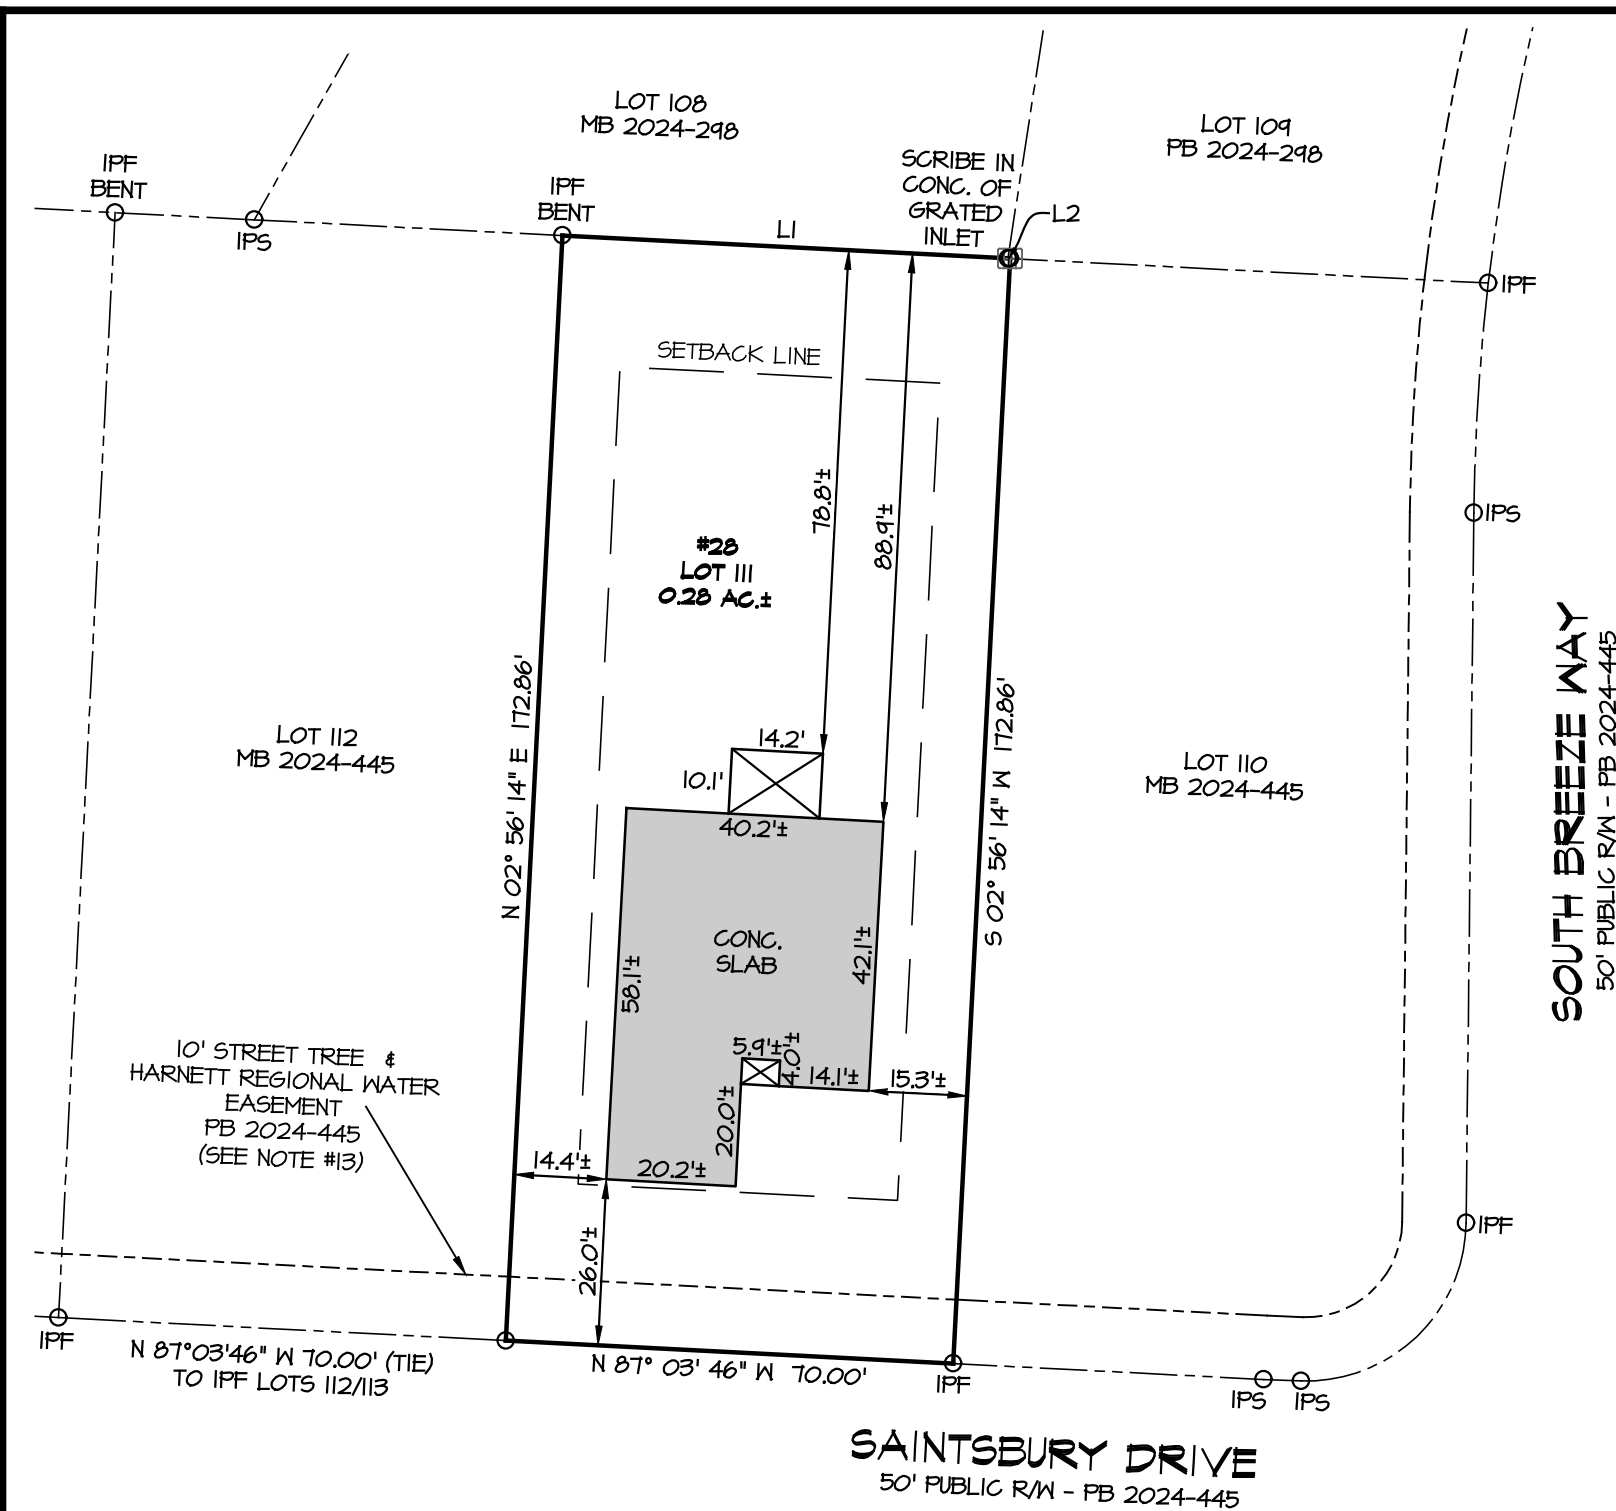 LOT 108
MB 2024-298
LOT 109
PB 2024-298
IPF
BENT
IPS
IPF
BENT
L1
SCRIBE IN
CONC. OF
GRATED
INLET
L2
IPF
SETBACK LINE
78.8'±
88.9'±
IPS
#28
LOT 111
0.28 AC.±
N 02° 56' 14" E 172.86'
S 02° 56' 14" W 172.86'
LOT 112
MB 2024-445
LOT 110
MB 2024-445
SOUTH BREEZE WAY
50' PUBLIC R/W - PB 2024-445
14.2'
10.1'
40.2'±
CONC.
SLAB
58.1'±
42.1'±
5.9'±
4.0'±
14.1'±
15.3'±
20.0'±
14.4'±
20.2'±
26.0'±
10' STREET TREE &
HARNETT REGIONAL WATER
EASEMENT
PB 2024-445
(SEE NOTE #13)
IPF
IPF
N 87°03'46" W 70.00' (TIE)
TO IPF LOTS 112/113
N 87° 03' 46" W 70.00'
IPF
IPS
IPS
SAINTSBURY DRIVE
50' PUBLIC R/W - PB 2024-445